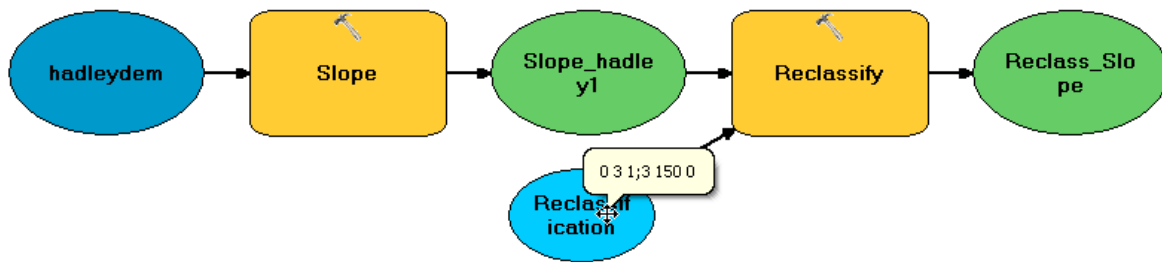 hadleydem
Slope
Slope_hadle
y1
Reclassify
Reclass_Slo
pe
0 3 1;3 150 0
Reclassif
ication